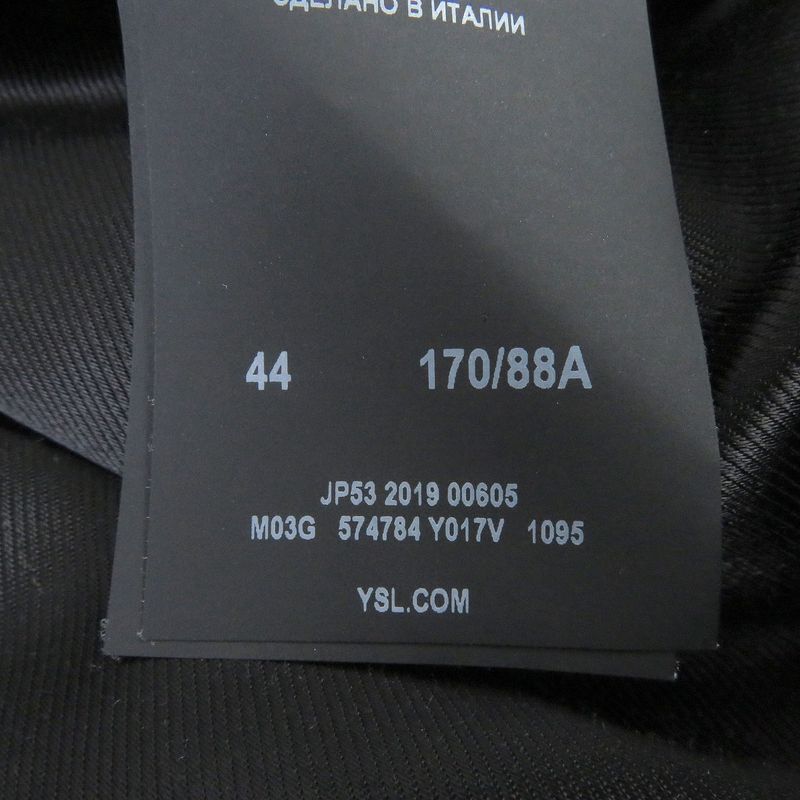 СДЕЛАНО В ИТАЛИИ
44 170/88A
JP53 2019 00605
M03G 574784 Y017V 1095
YSL.COM